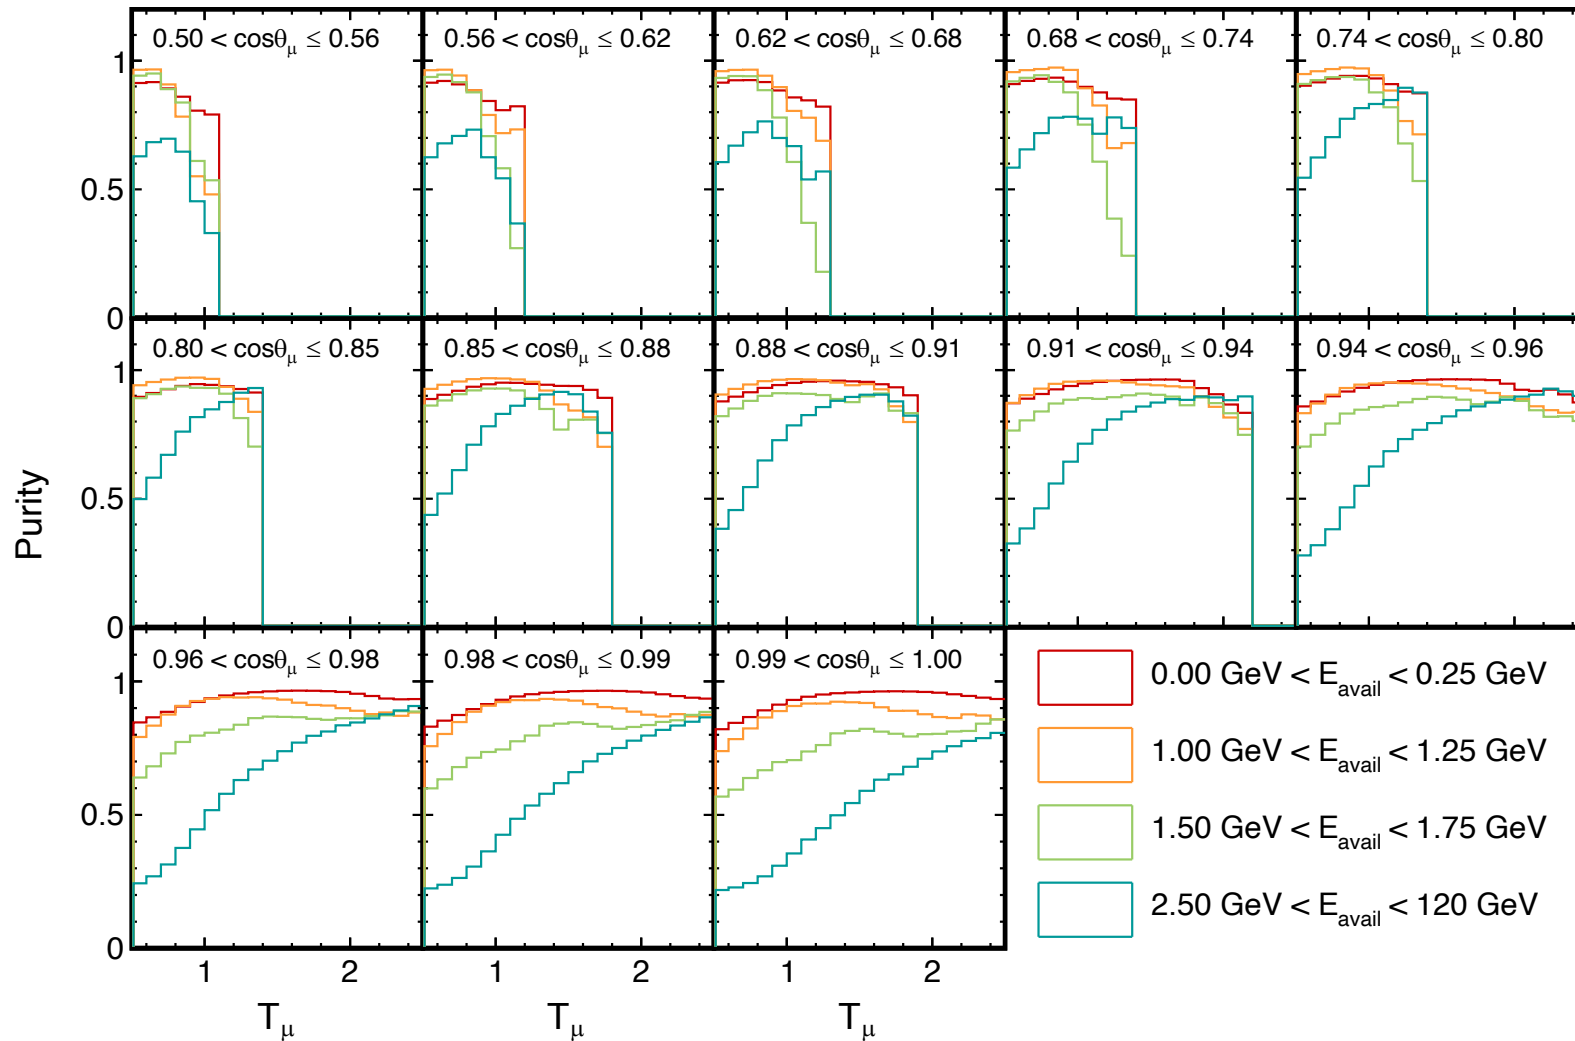 0.50 < cosθμ ≤ 0.56
0.56 < cosθμ ≤ 0.62
0.62 < cosθμ ≤ 0.68
0.68 < cosθμ ≤ 0.74
0.74 < cosθμ ≤ 0.80
1
0.5
0
0.80 < cosθμ ≤ 0.85
0.85 < cosθμ ≤ 0.88
0.88 < cosθμ ≤ 0.91
0.91 < cosθμ ≤ 0.94
0.94 < cosθμ ≤ 0.96
1
0.5
0
Purity
0.96 < cosθμ ≤ 0.98
0.98 < cosθμ ≤ 0.99
0.99 < cosθμ ≤ 1.00
1
0.5
0
0.00 GeV < Eavail < 0.25 GeV
1.00 GeV < Eavail < 1.25 GeV
1.50 GeV < Eavail < 1.75 GeV
2.50 GeV < Eavail < 120 GeV
1 2
1 2
1 2
Tμ
Tμ
Tμ